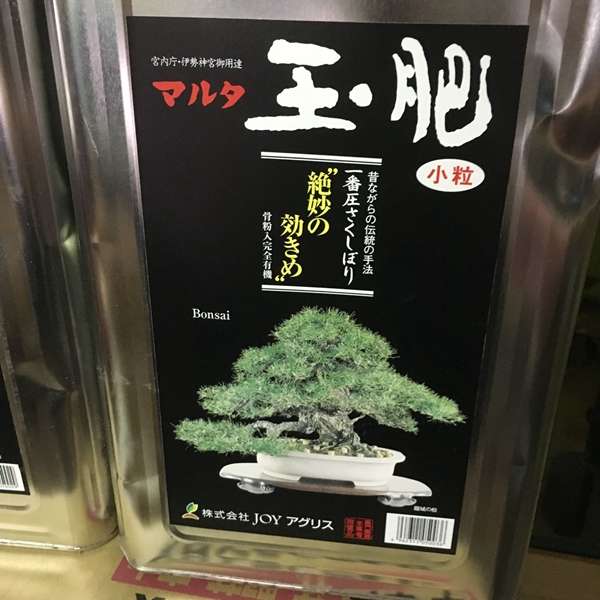 宮内庁・伊勢神宮御用達
マルタ
玉・肥
小粒
昔ながらの伝統の手法
一番圧さくしぼり
"絶妙の
効きめ"
骨粉入完全有機
Bonsai
株式会社 JOY アグリス